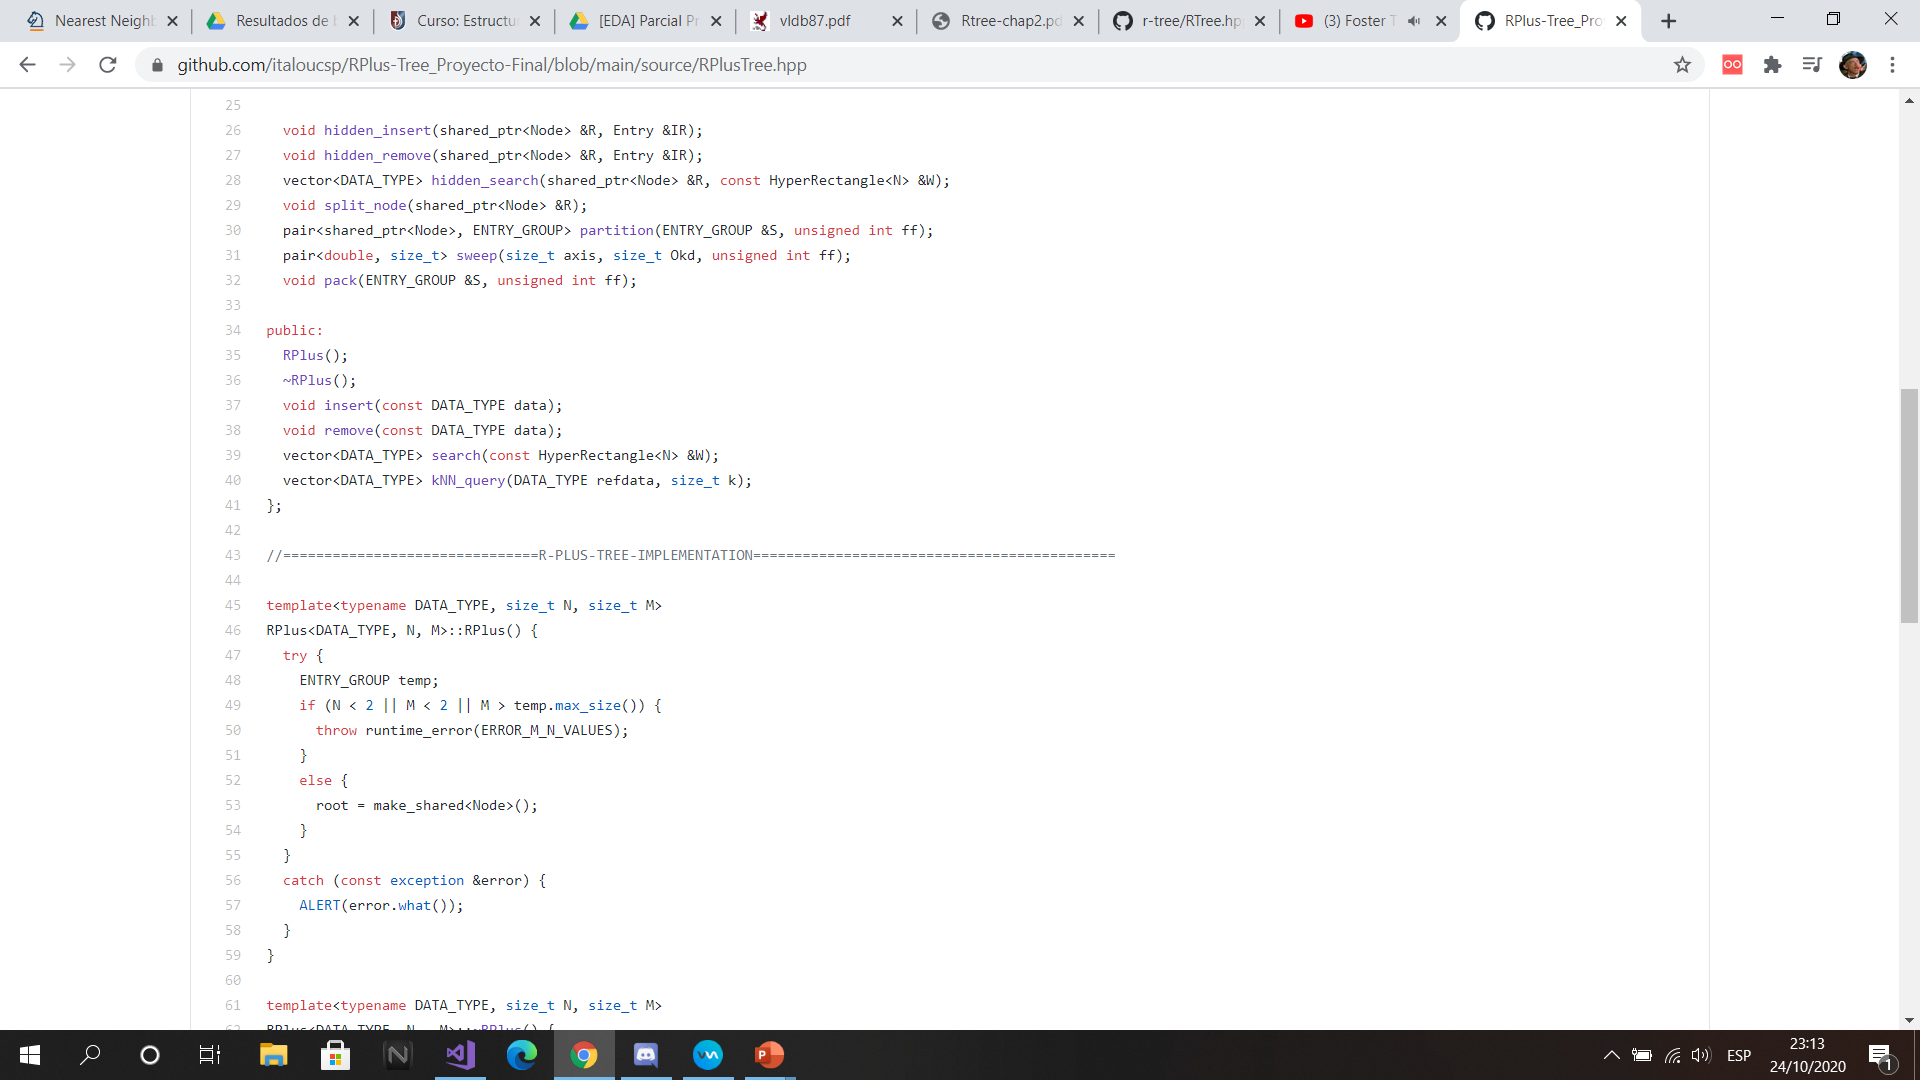 Nearest Neighb
Resultados de b
Curso: Estructu
[EDA] Parcial Pr
vldb87.pdf
Rtree-chap2.pd
r-tree/RTree.hp
(3) Foster T
RPlus-Tree_Pro
github.com/italoucsp/RPlus-Tree_Proyecto-Final/blob/main/source/RPlusTree.hpp
25
26 void hidden_insert(shared_ptr<Node> &R, Entry &IR);
27 void hidden_remove(shared_ptr<Node> &R, Entry &IR);
28 vector<DATA_TYPE> hidden_search(shared_ptr<Node> &R, const HyperRectangle<N> &W);
29 void split_node(shared_ptr<Node> &R);
30 pair<shared_ptr<Node>, ENTRY_GROUP> partition(ENTRY_GROUP &S, unsigned int ff);
31 pair<double, size_t> sweep(size_t axis, size_t Okd, unsigned int ff);
32 void pack(ENTRY_GROUP &S, unsigned int ff);
33
34 public:
35 RPlus();
36 ~RPlus();
37 void insert(const DATA_TYPE data);
38 void remove(const DATA_TYPE data);
39 vector<DATA_TYPE> search(const HyperRectangle<N> &W);
40 vector<DATA_TYPE> kNN_query(DATA_TYPE refdata, size_t k);
41 };
42
43 //===============================R-PLUS-TREE-IMPLEMENTATION============================================
44
45 template<typename DATA_TYPE, size_t N, size_t M>
46 RPlus<DATA_TYPE, N, M>::RPlus() {
47 try {
48 ENTRY_GROUP temp;
49 if (N < 2 || M < 2 || M > temp.max_size()) {
50 throw runtime_error(ERROR_M_N_VALUES);
51 }
52 else {
53 root = make_shared<Node>();
54 }
55 }
56 catch (const exception &error) {
57 ALERT(error.what());
58 }
59 }
60
61 template<typename DATA_TYPE, size_t N, size_t M>
62 RPlus<DATA_TYPE, N, M>::~RPlus() {
ESP
23:13
24/10/2020
1